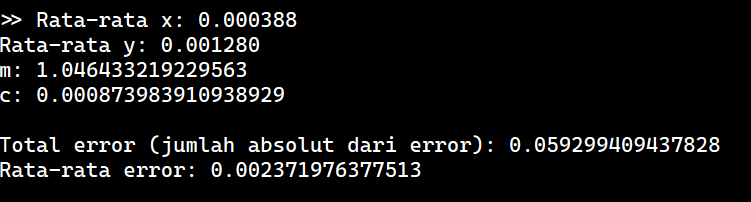 >> Rata-rata x: 0.000388
Rata-rata y: 0.001280
m: 1.046433219229563
c: 0.000873983910938929
Total error (jumlah absolut dari error): 0.059299409437828
Rata-rata error: 0.002371976377513